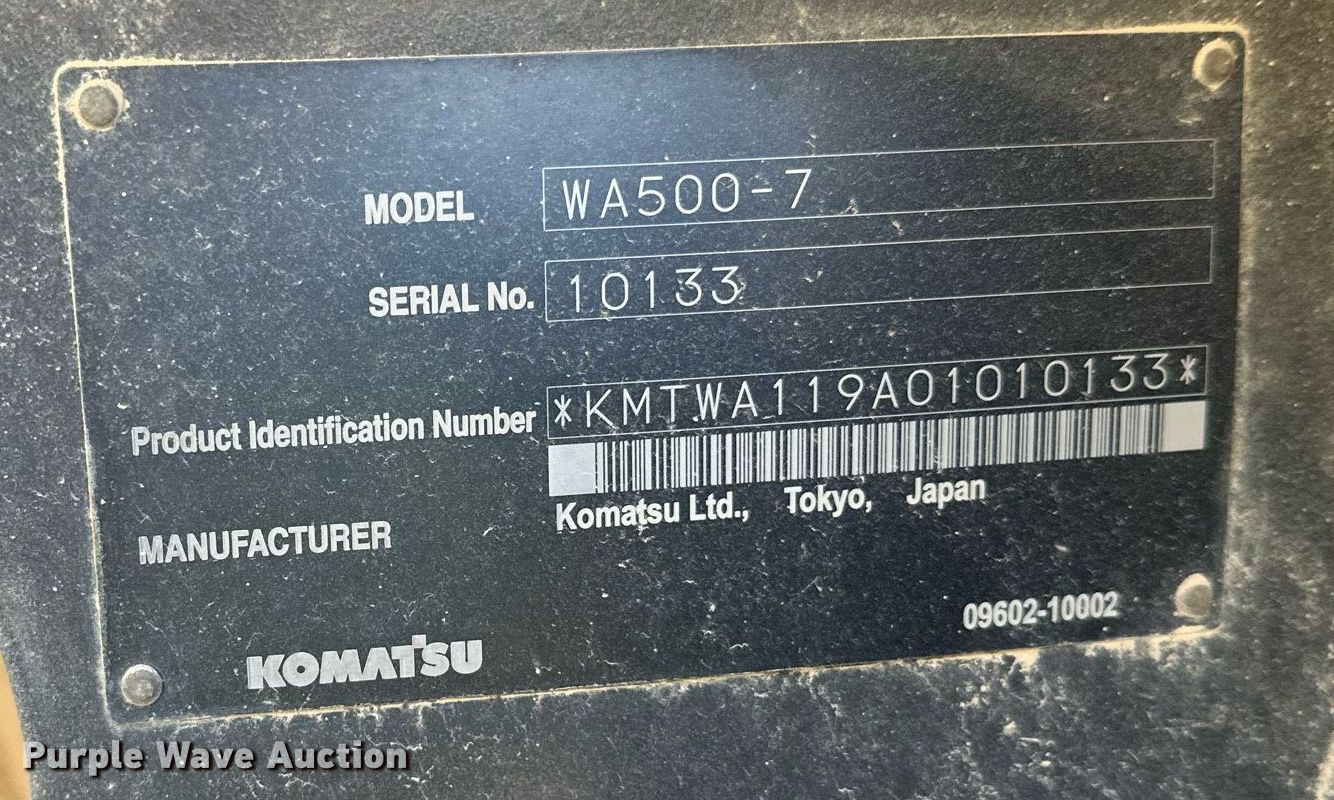 MODEL WA500-7
SERIAL No. 10133
Product Identification Number *KMTWA119A01010133*
MANUFACTURER Komatsu Ltd., Tokyo, Japan
09602-10002
KOMATSU
Purple Wave Auction